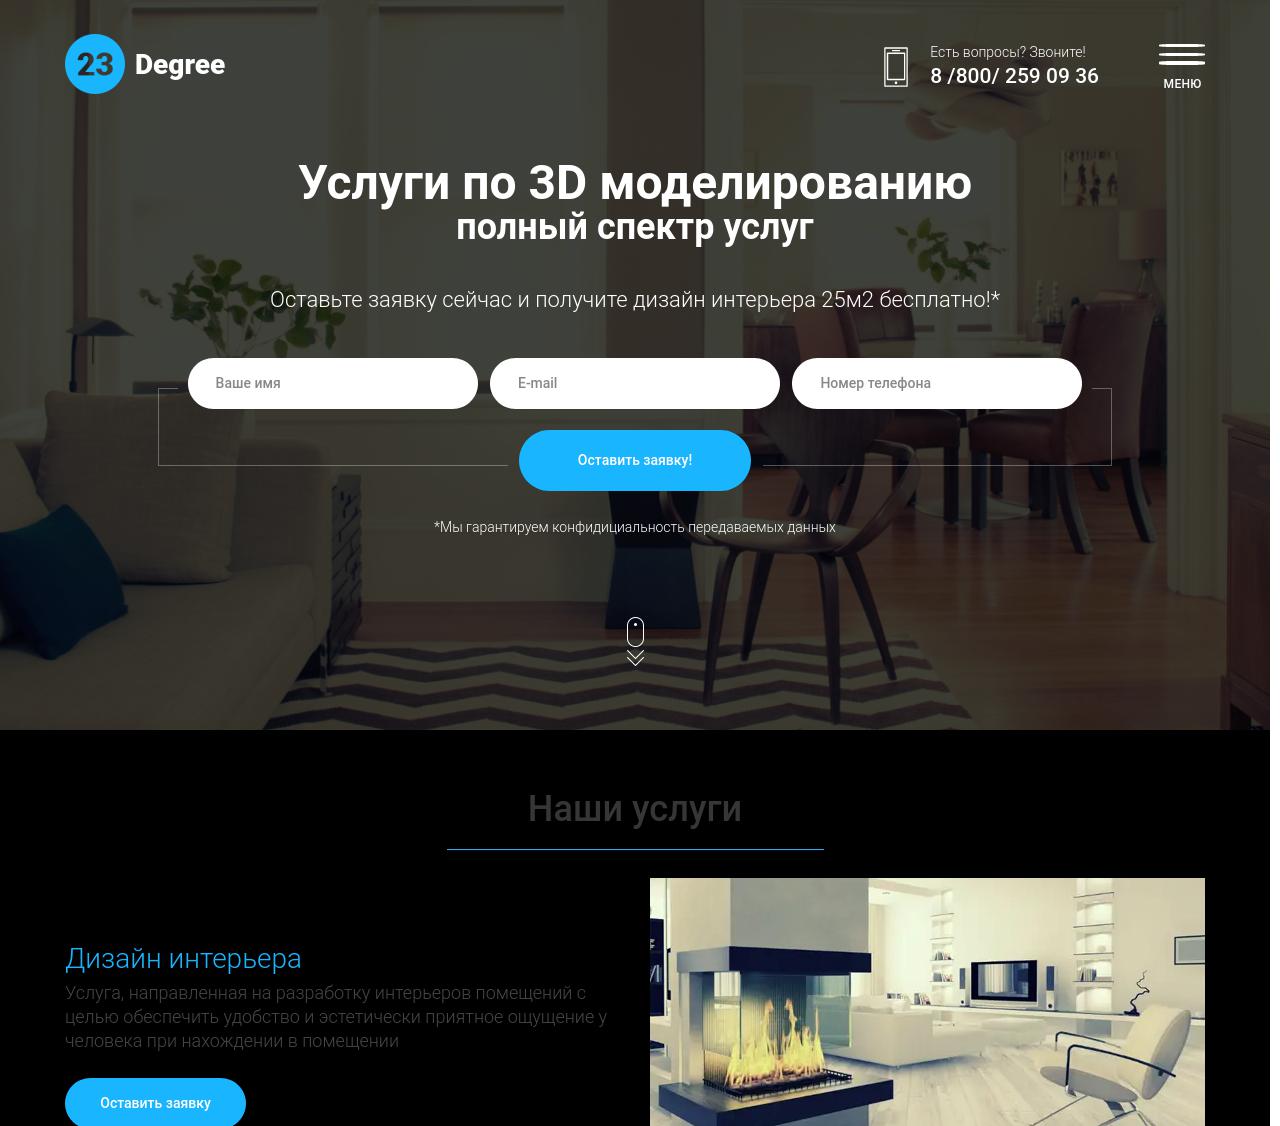 23 Degree
Есть вопросы? Звоните!
8 /800/ 259 09 36
МЕНЮ
Услуги по 3D моделированию
полный спектр услуг
Оставьте заявку сейчас и получите дизайн интерьера 25м2 бесплатно!*
Ваше имя
E-mail
Номер телефона
Оставить заявку!
*Мы гарантируем конфидициальность передаваемых данных
Наши услуги
Дизайн интерьера
Услуга, направленная на разработку интерьеров помещений с
целью обеспечить удобство и эстетически приятное ощущение у
человека при нахождении в помещении
Оставить заявку